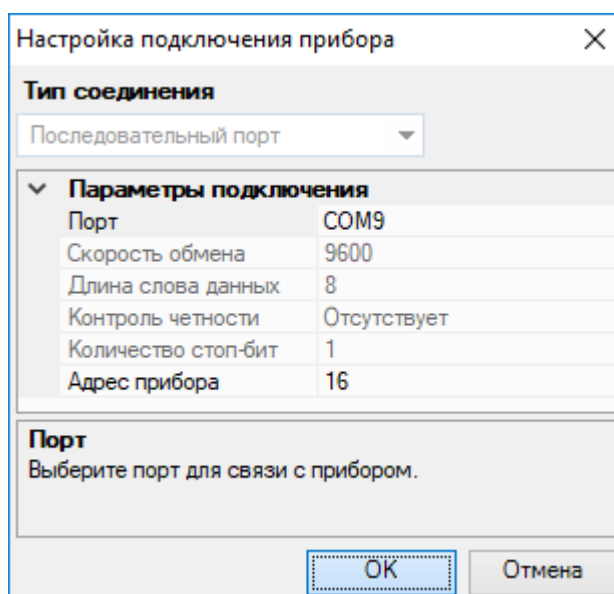 Настройка подключения прибора
Тип соединения
Последовательный порт
Параметры подключения
Порт COM9
Скорость обмена 9600
Длина слова данных 8
Контроль четности Отсутствует
Количество стоп-бит 1
Адрес прибора 16
Порт
Выберите порт для связи с прибором.
OK Отмена